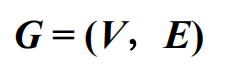 G = (V, E)